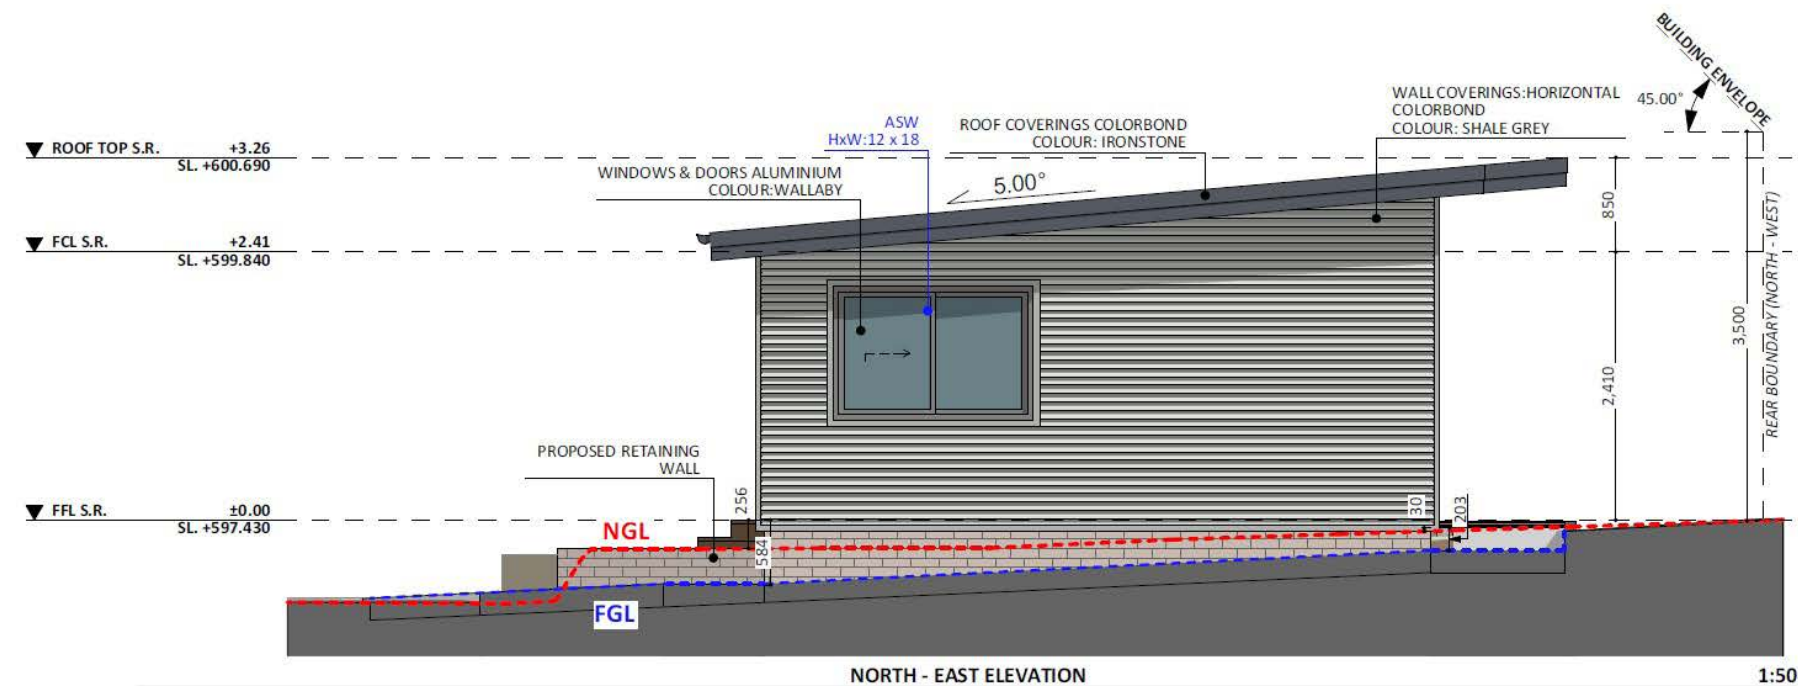 BUILDING ENVELOPE
45.00°
WALL COVERINGS:HORIZONTAL
COLORBOND
COLOUR: SHALE GREY
ASW
HxW:12 x 18
ROOF COVERINGS COLORBOND
COLOUR: IRONSTONE
ROOF TOP S.R. +3.26
SL. +600.690
WINDOWS & DOORS ALUMINIUM
COLOUR:WALLABY
5.00°
850
FCL S.R. +2.41
SL. +599.840
REAR BOUNDARY (NORTH - WEST)
3,500
2,410
PROPOSED RETAINING
WALL
256
30
203
FFL S.R. ±0.00
SL. +597.430
NGL
584
FGL
NORTH - EAST ELEVATION 1:50